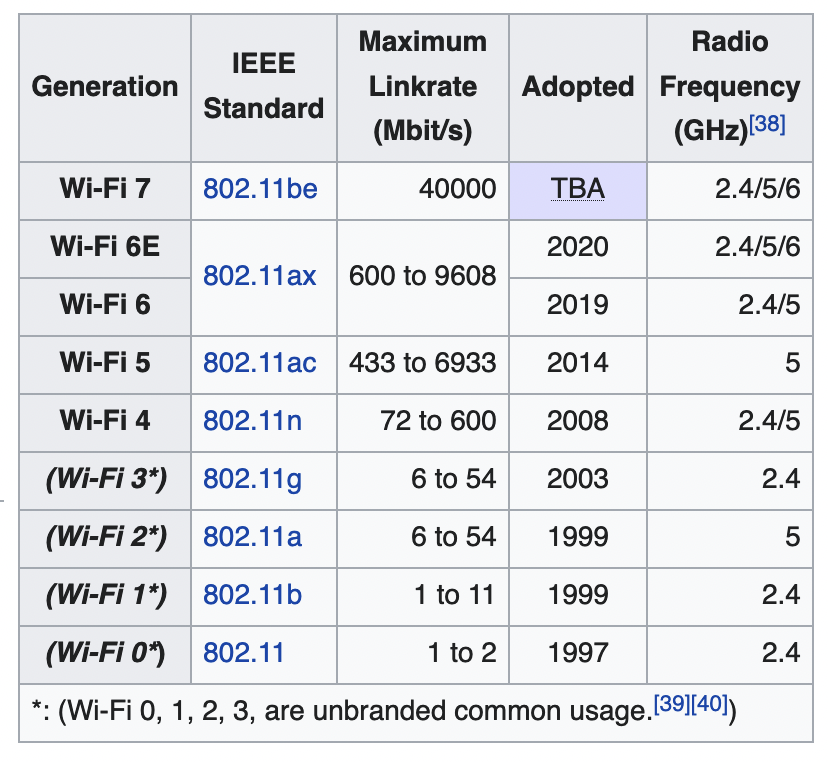 Generation IEEE Standard Maximum Linkrate (Mbit/s) Adopted Radio Frequency (GHz)[38]
Wi-Fi 7 802.11be 40000 TBA 2.4/5/6
Wi-Fi 6E 802.11ax 600 to 9608 2020 2.4/5/6
Wi-Fi 6 2019 2.4/5
Wi-Fi 5 802.11ac 433 to 6933 2014 5
Wi-Fi 4 802.11n 72 to 600 2008 2.4/5
(Wi-Fi 3*) 802.11g 6 to 54 2003 2.4
(Wi-Fi 2*) 802.11a 6 to 54 1999 5
(Wi-Fi 1*) 802.11b 1 to 11 1999 2.4
(Wi-Fi 0*) 802.11 1 to 2 1997 2.4
*: (Wi-Fi 0, 1, 2, 3, are unbranded common usage.[39][40])